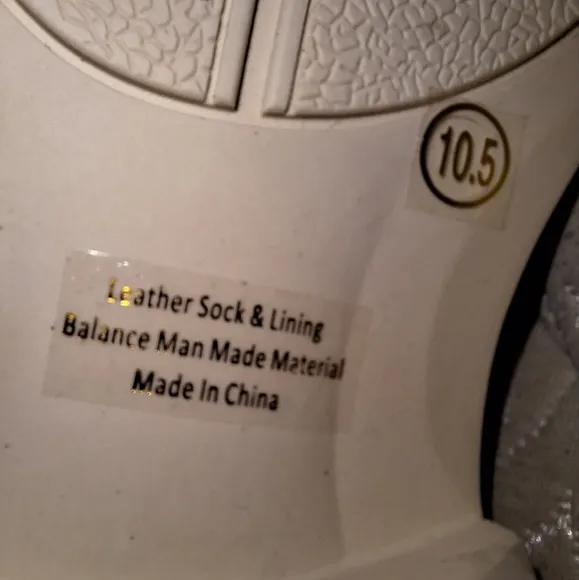 10.5
Leather Sock & Lining
Balance Man Made Material
Made In China